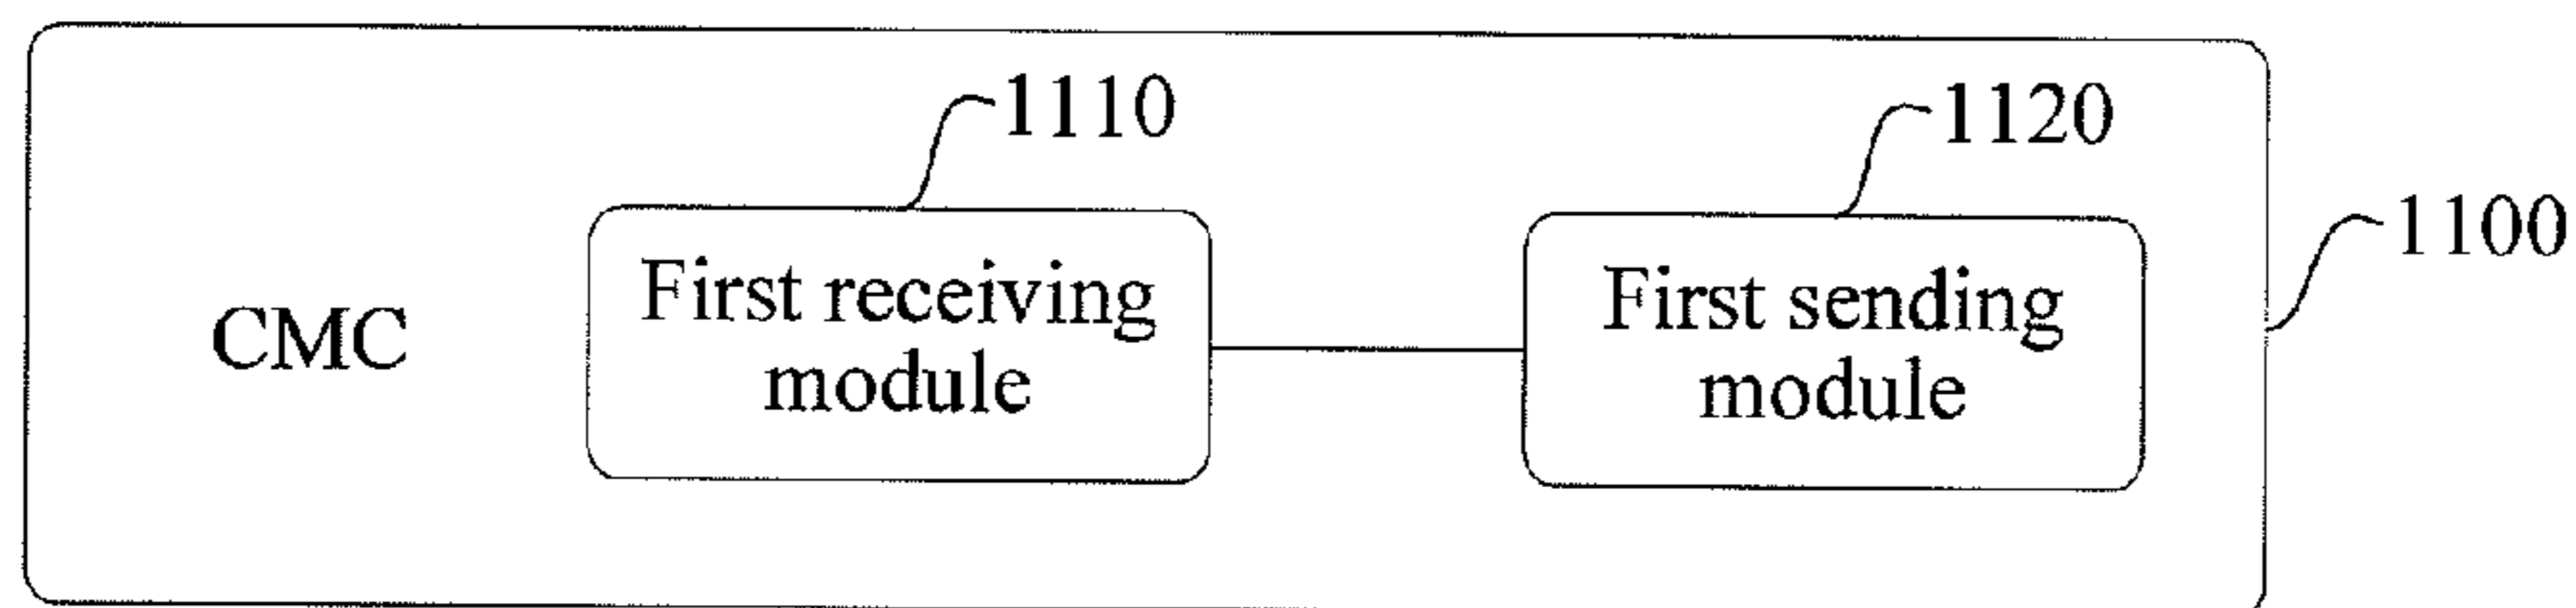 1110
1120
1100
CMC
First receiving
module
First sending
module